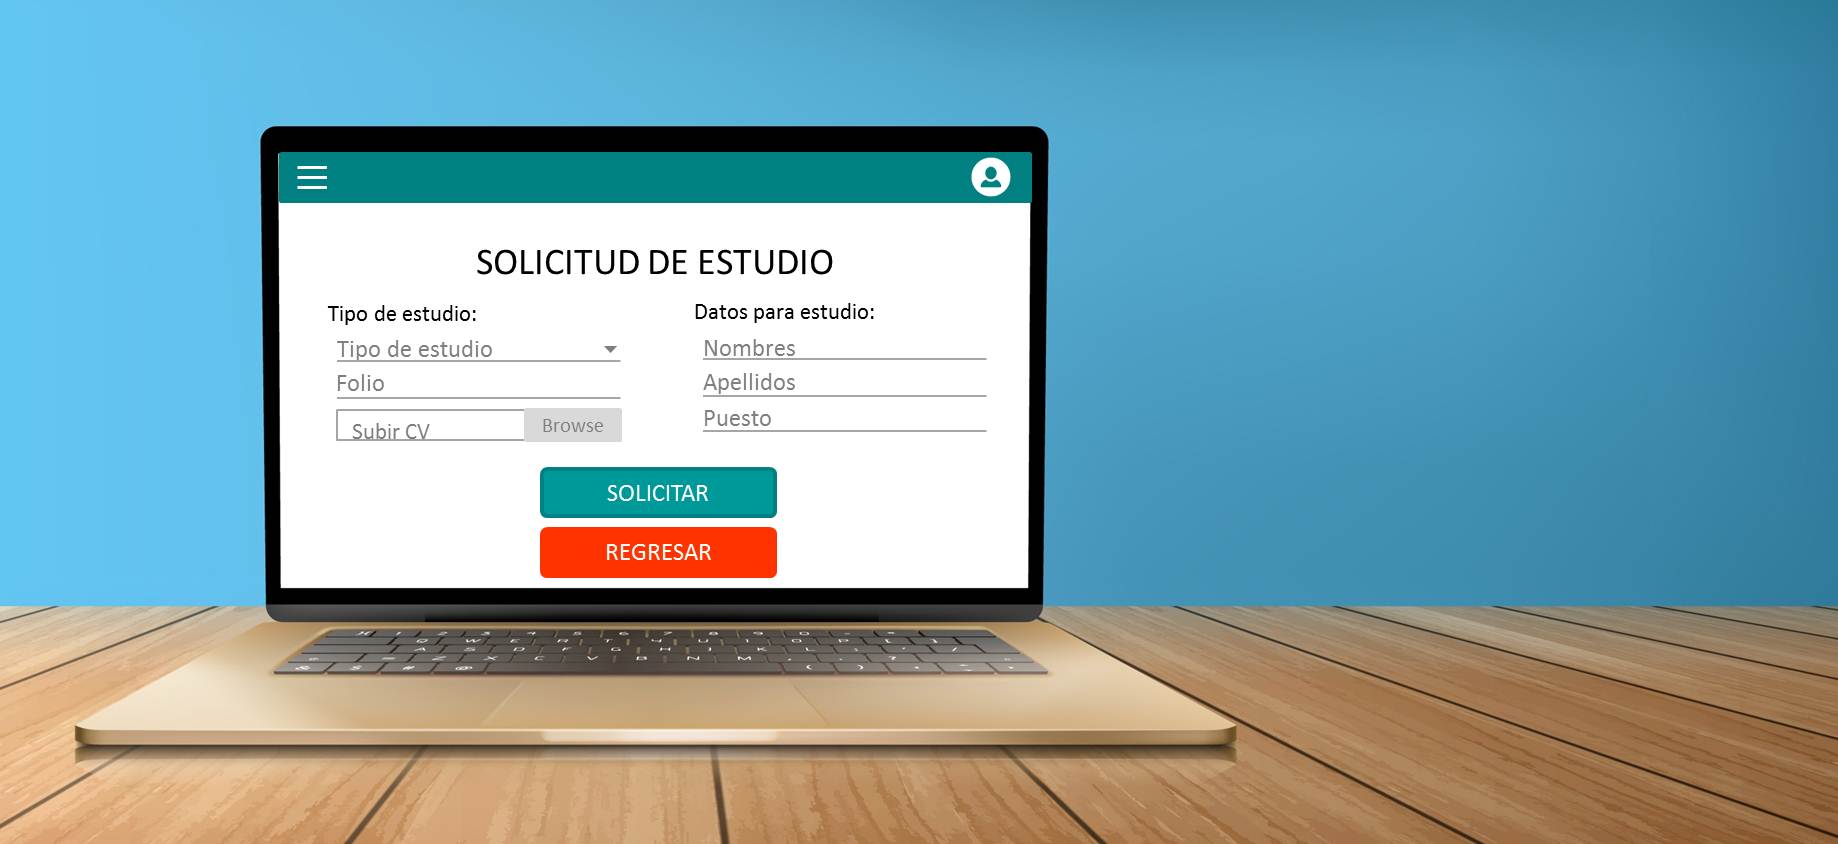 SOLICITUD DE ESTUDIO
Tipo de estudio:
Tipo de estudio
Folio
Subir CV
Browse
Datos para estudio:
Nombres
Apellidos
Puesto
SOLICITAR
REGRESAR